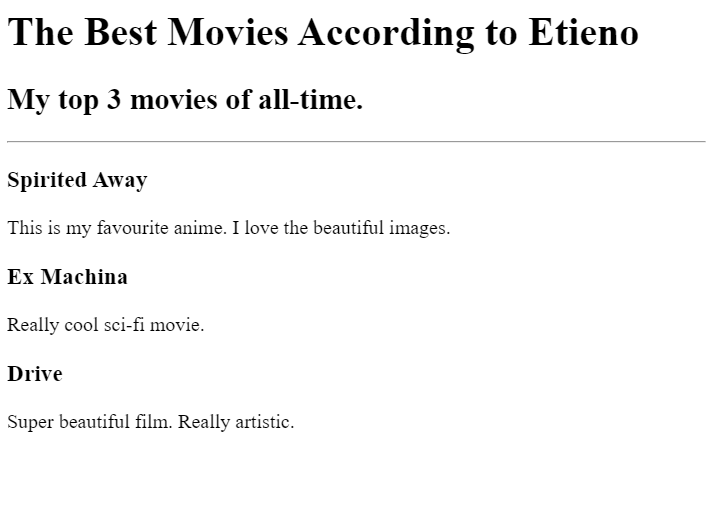 The Best Movies According to Etieno
My top 3 movies of all-time.
Spirited Away
This is my favourite anime. I love the beautiful images.
Ex Machina
Really cool sci-fi movie.
Drive
Super beautiful film. Really artistic.